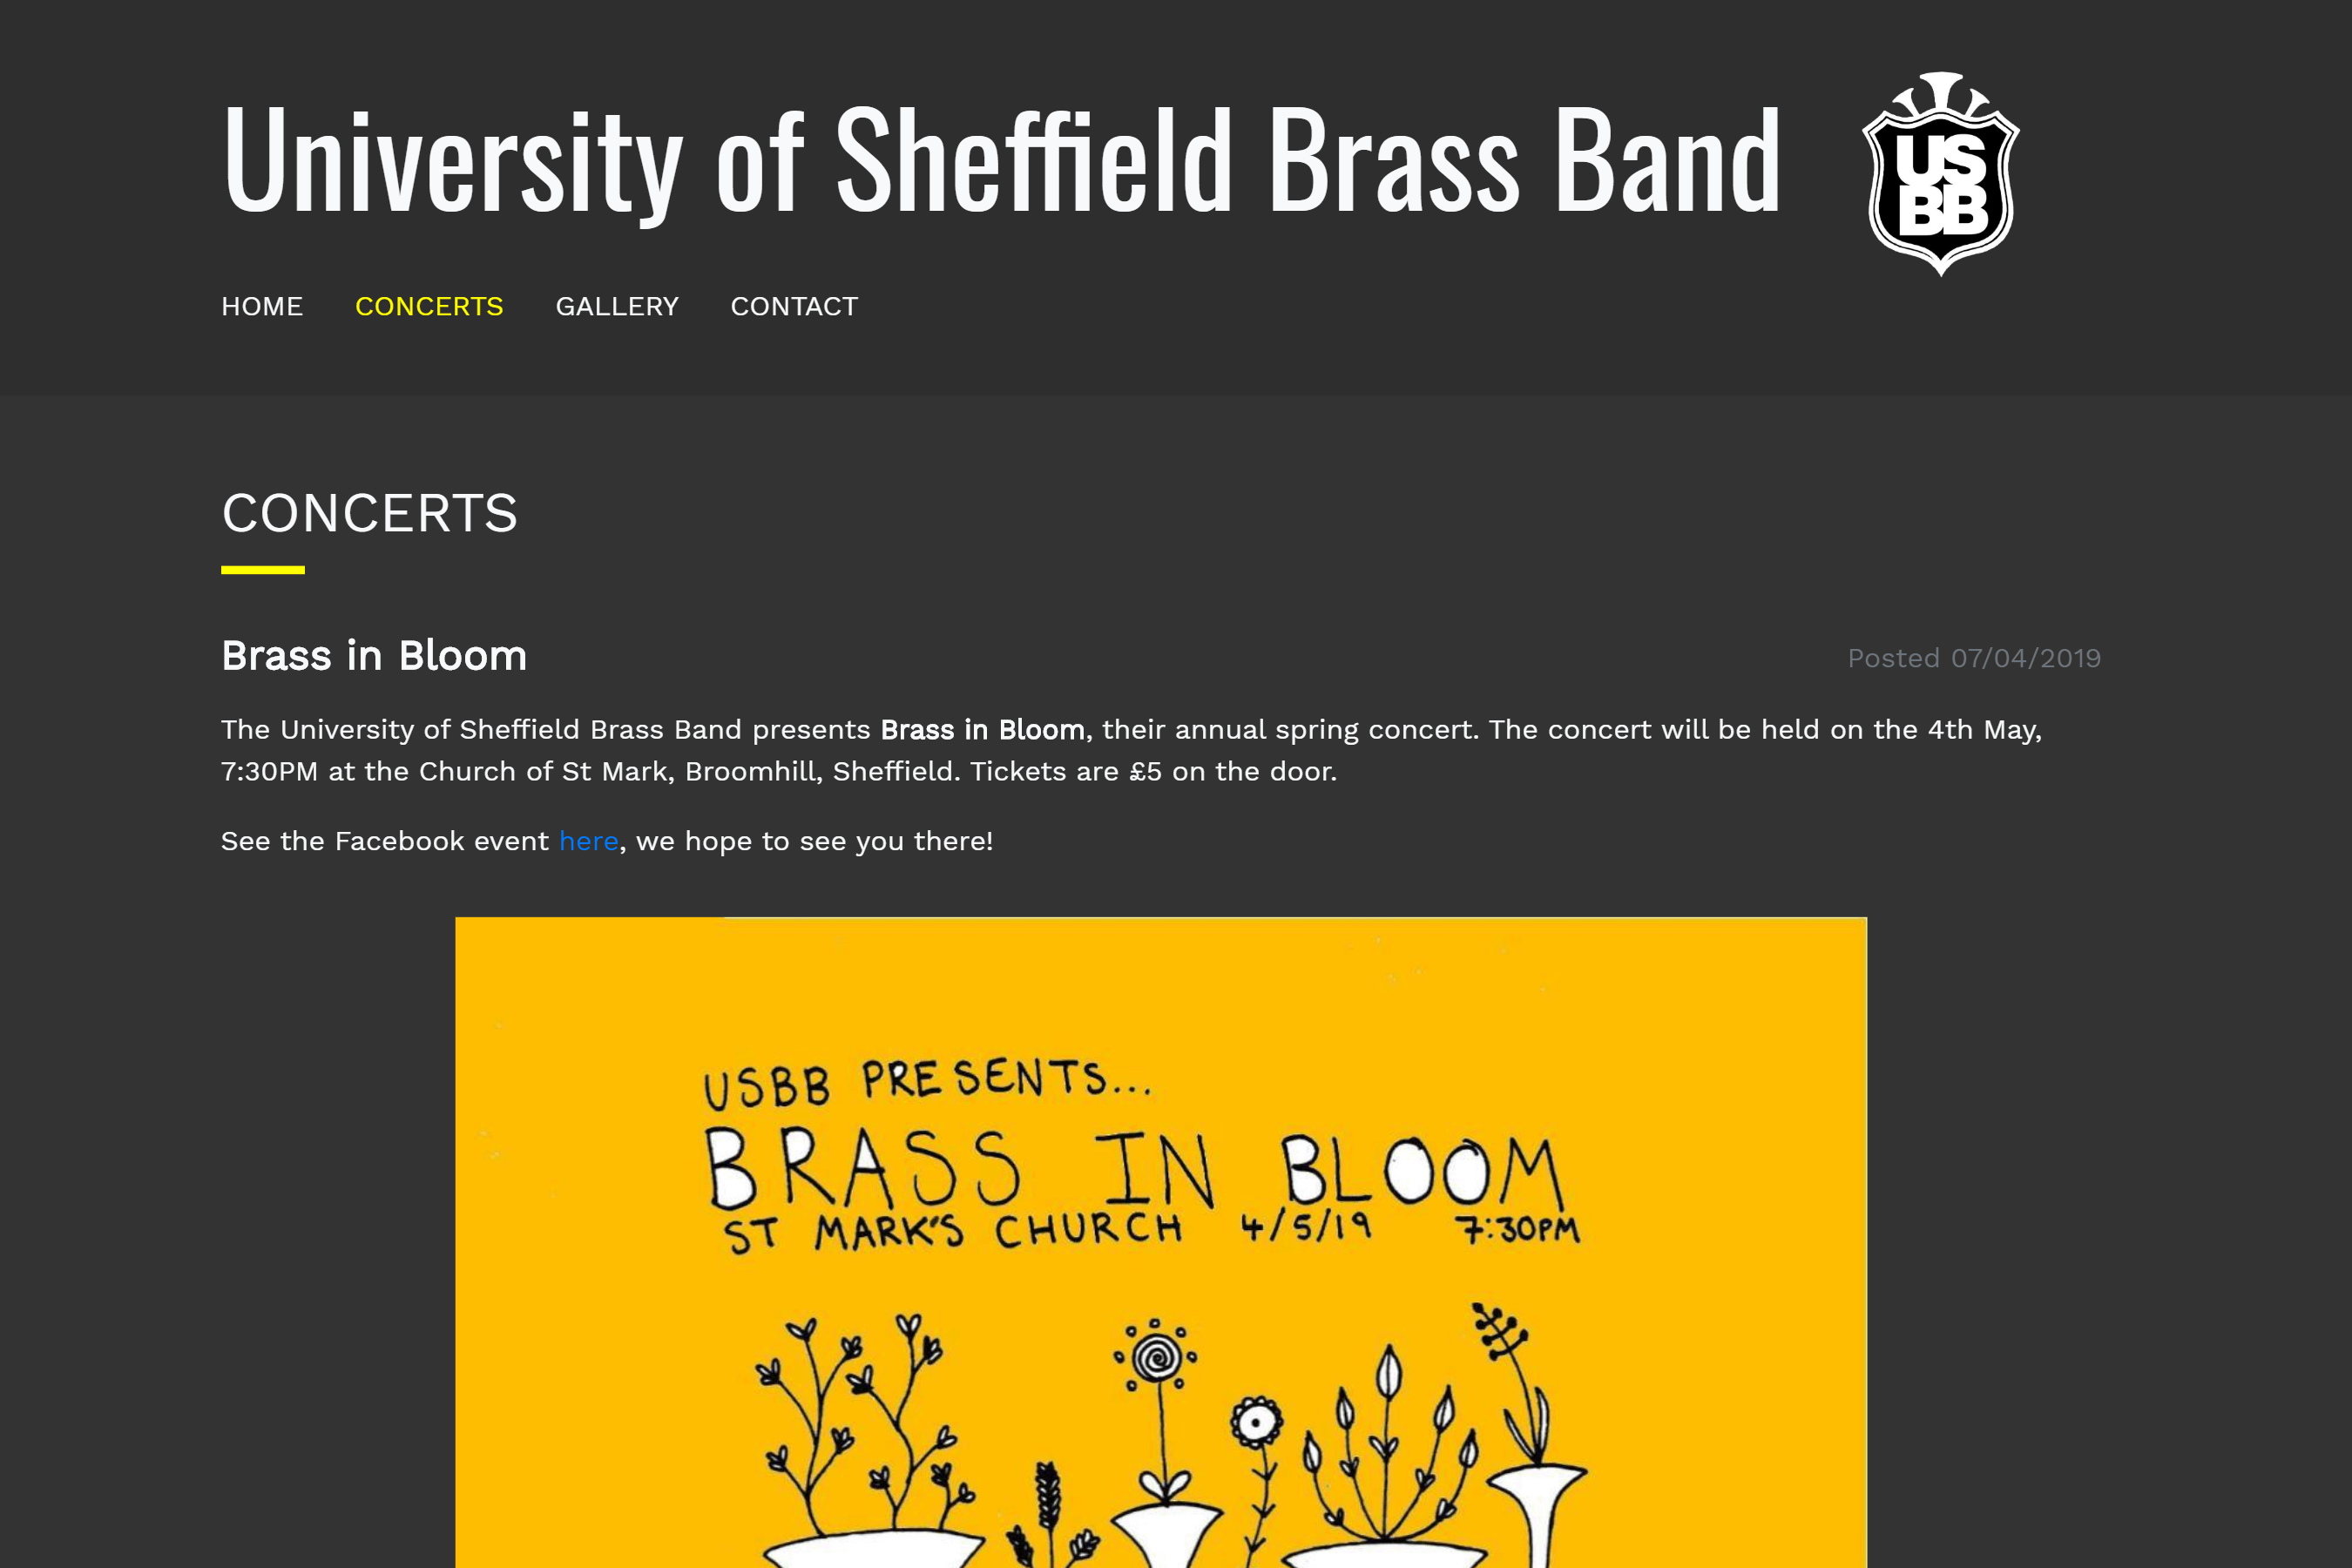 University of Sheffield Brass Band
US
BB
HOME CONCERTS GALLERY CONTACT
CONCERTS
Brass in Bloom
Posted 07/04/2019
The University of Sheffield Brass Band presents Brass in Bloom, their annual spring concert. The concert will be held on the 4th May,
7:30PM at the Church of St Mark, Broomhill, Sheffield. Tickets are £5 on the door.
See the Facebook event here, we hope to see you there!
USBB PRESENTS...
BRASS IN BLOOM
ST MARK'S CHURCH 4/5/19 7:30PM